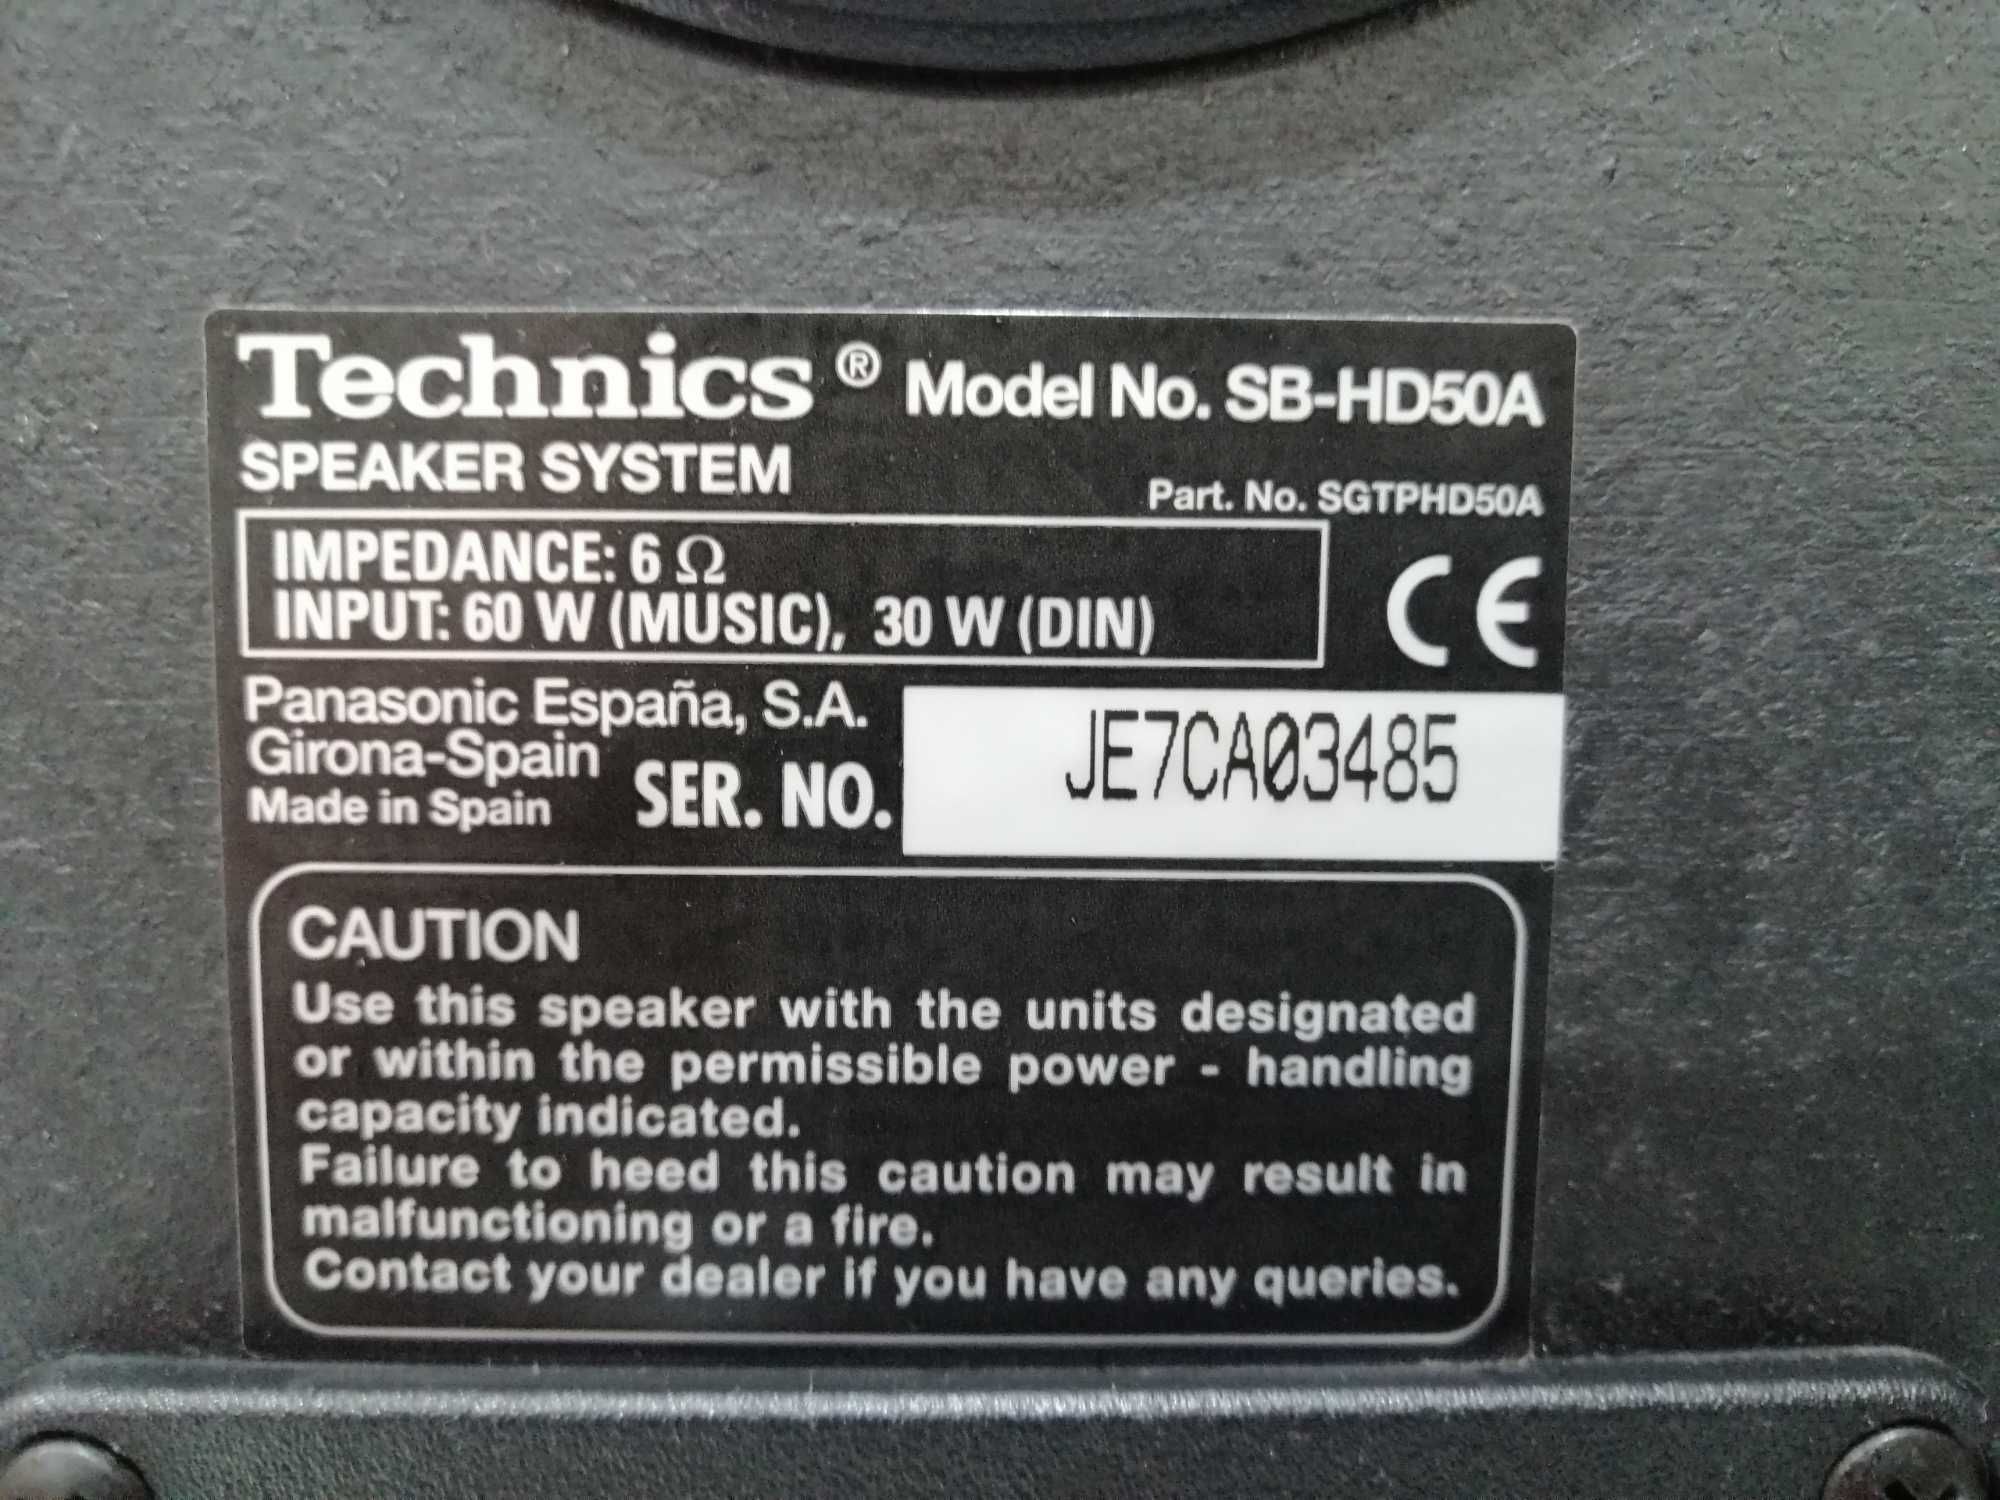 Technics® Model No. SB-HD50A
SPEAKER SYSTEM
Part. No. SGTPHD50A
IMPEDANCE: 6 Ω
INPUT: 60 W (MUSIC), 30 W (DIN)
CE
Panasonic España, S.A.
Girona-Spain
Made in Spain
SER. NO. JE7CA03485
CAUTION
Use this speaker with the units designated
or within the permissible power - handling
capacity indicated.
Failure to heed this caution may result in
malfunctioning or a fire.
Contact your dealer if you have any queries.